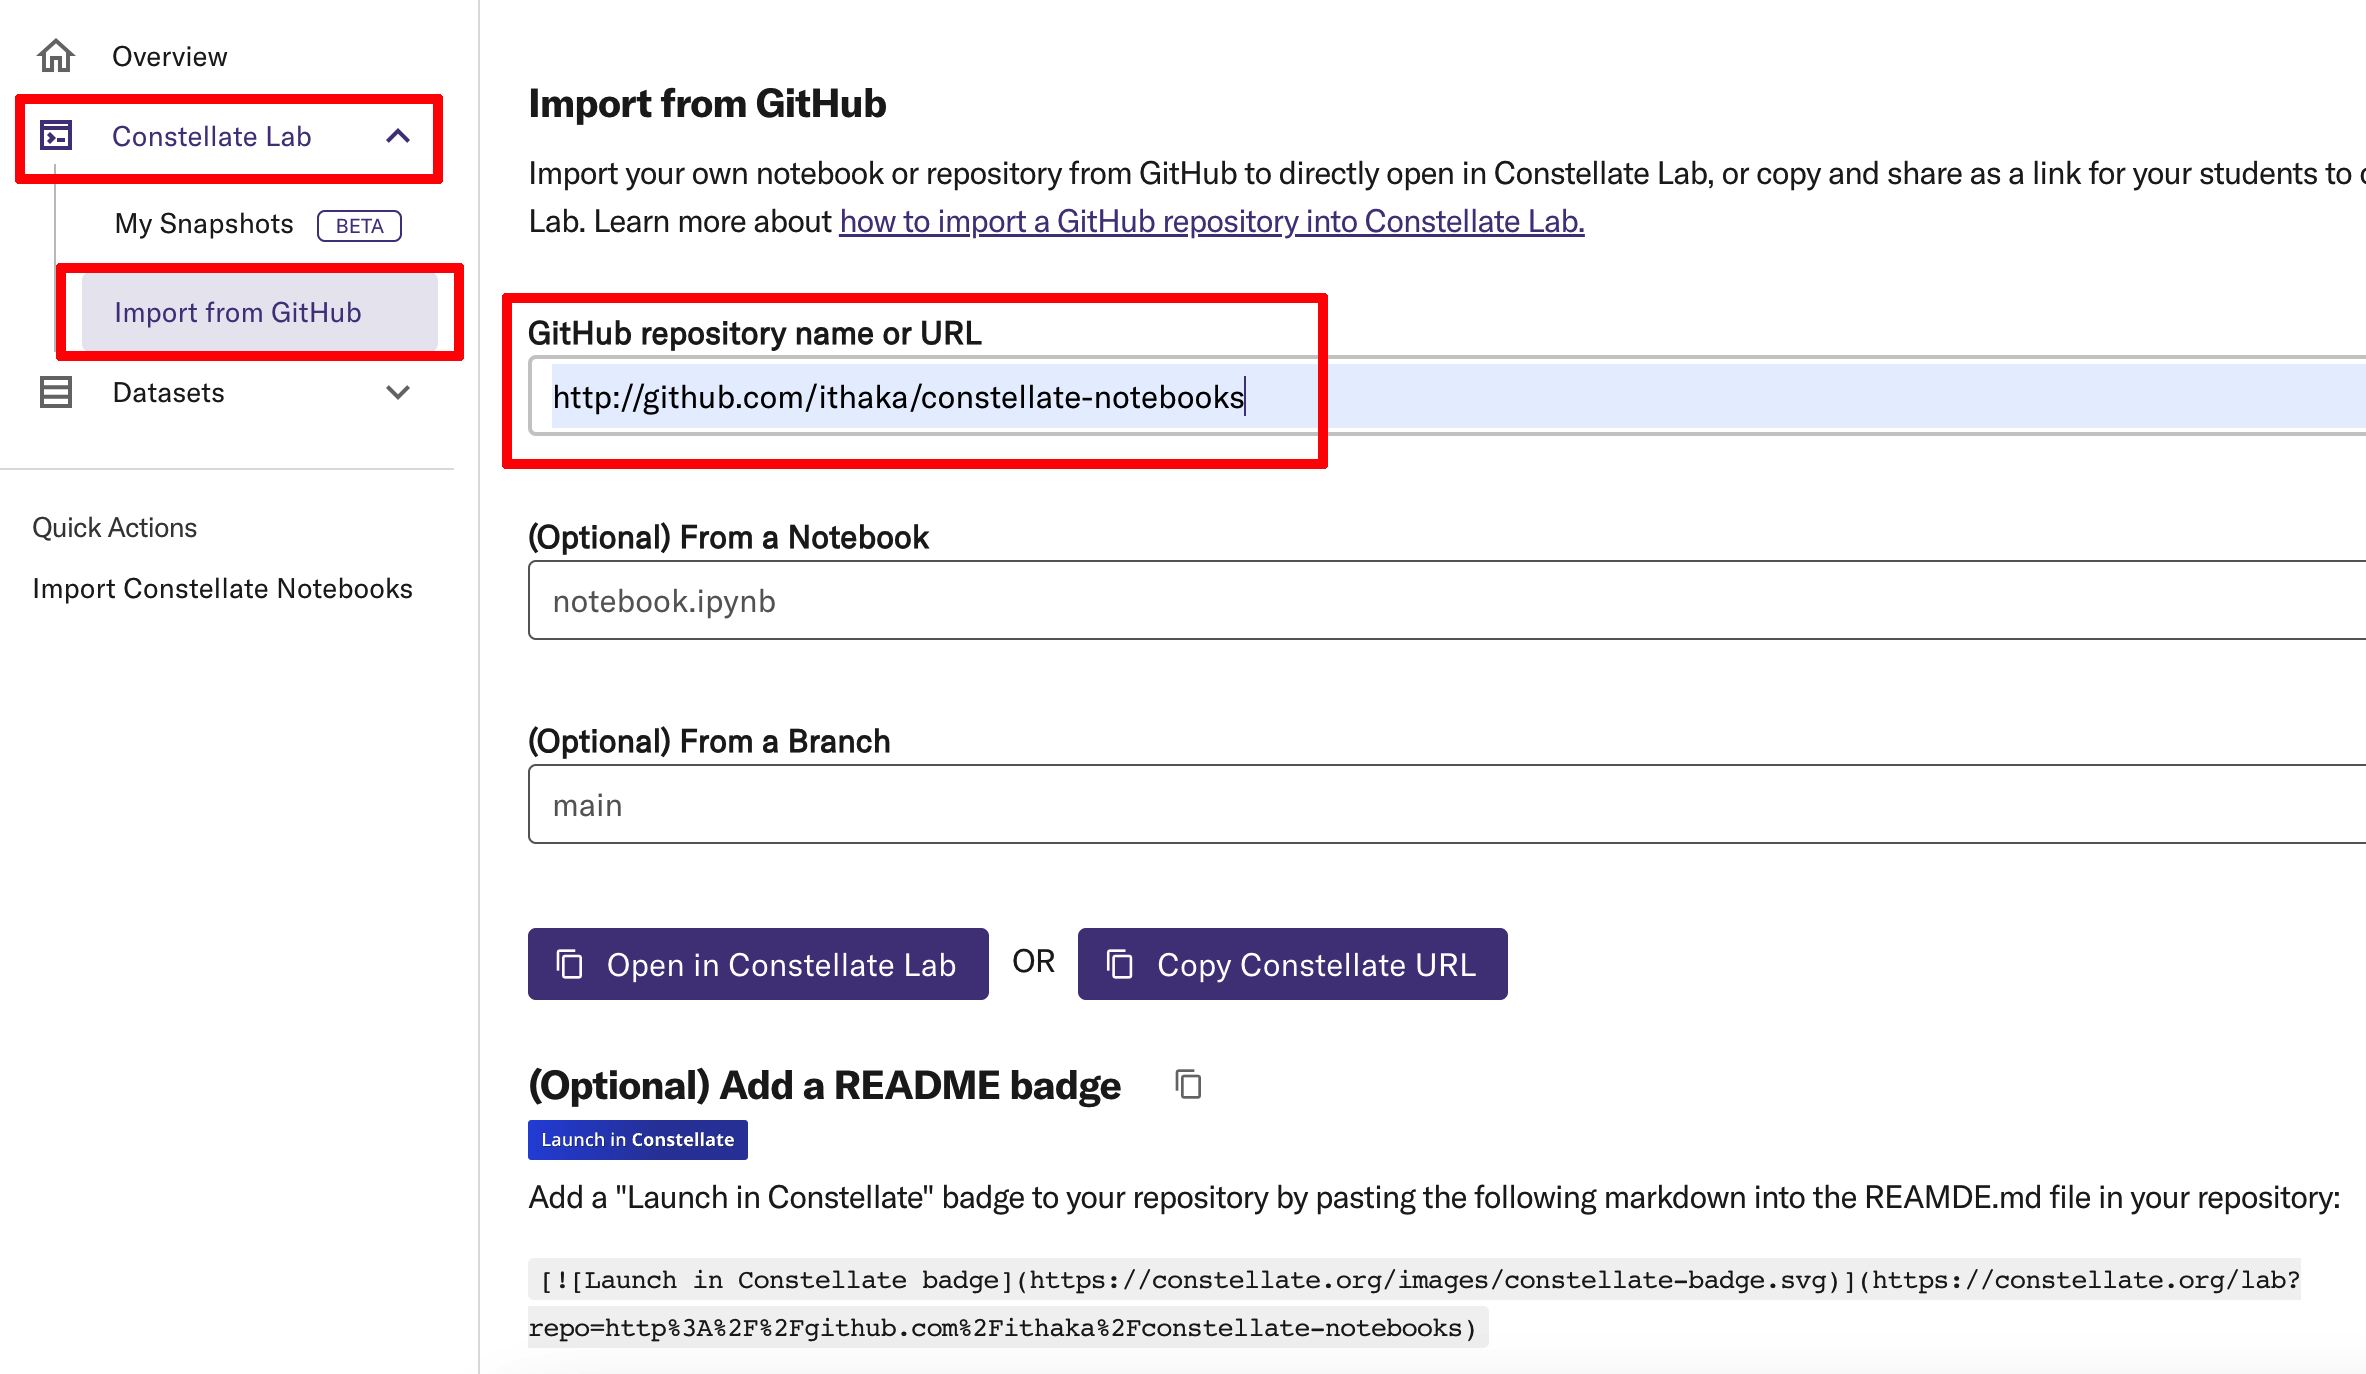 Overview
Constellate Lab
My Snapshots BETA
Import from GitHub
Datasets
Quick Actions
Import Constellate Notebooks
Import from GitHub
Import your own notebook or repository from GitHub to directly open in Constellate Lab, or copy and share as a link for your students to
Lab. Learn more about how to import a GitHub repository into Constellate Lab.
GitHub repository name or URL
http://github.com/ithaka/constellate-notebooks
(Optional) From a Notebook
notebook.ipynb
(Optional) From a Branch
main
Open in Constellate Lab OR Copy Constellate URL
(Optional) Add a README badge
Launch in Constellate
Add a "Launch in Constellate" badge to your repository by pasting the following markdown into the REAMDE.md file in your repository:
[![Launch in Constellate badge](https://constellate.org/images/constellate-badge.svg)](https://constellate.org/lab?
repo=http%3A%2F%2Fgithub.com%2Fithaka%2Fconstellate-notebooks)